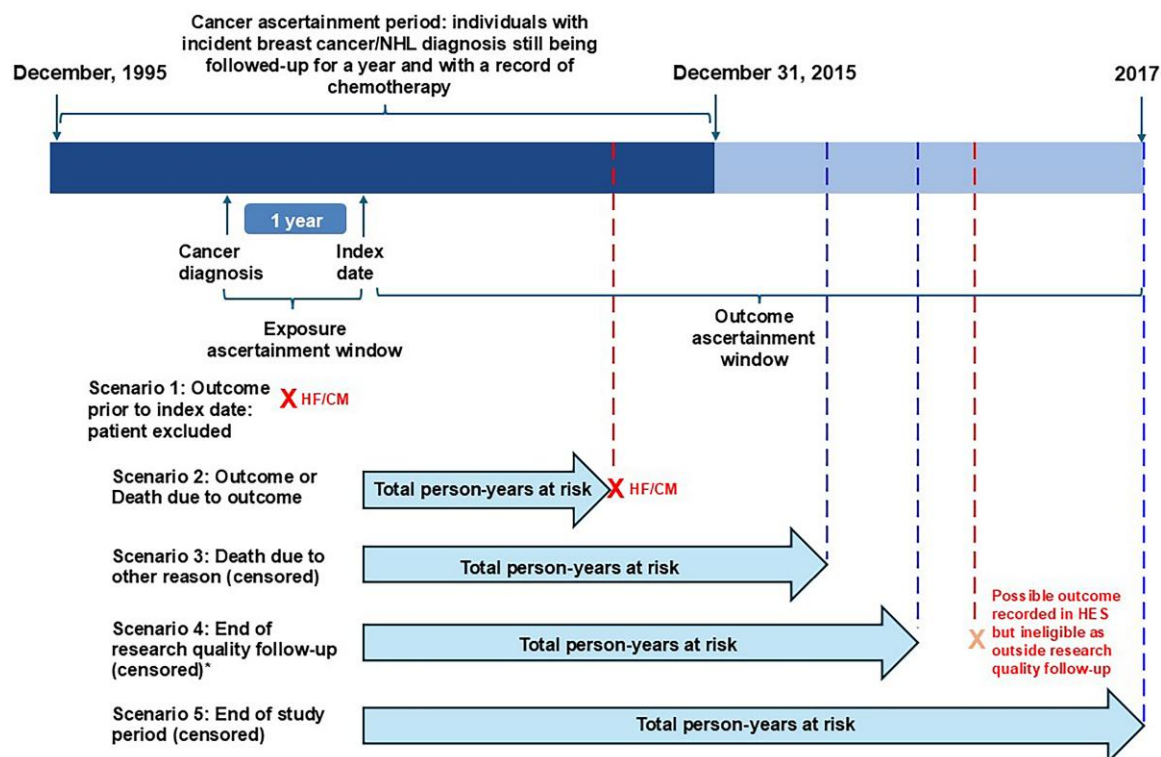 Cancer ascertainment period: individuals with
incident breast cancer/NHL diagnosis still being
followed-up for a year and with a record of
chemotherapy
December, 1995
December 31, 2015
2017
1 year
Cancer
diagnosis
Index
date
Exposure
ascertainment window
Outcome
ascertainment
window
Scenario 1: Outcome
prior to index date:
patient excluded
X HF/CM
Scenario 2: Outcome or
Death due to outcome
Total person-years at risk
X HF/CM
Scenario 3: Death due to
other reason (censored)
Total person-years at risk
Scenario 4: End of
research quality follow-up
(censored)*
Total person-years at risk
X
Possible outcome
recorded in HES
but ineligible as
outside research
quality follow-up
Scenario 5: End of study
period (censored)
Total person-years at risk